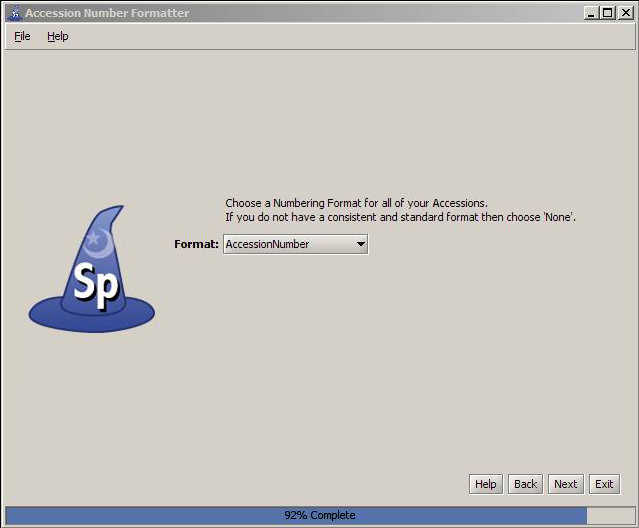 Accession Number Formatter
File Help
Choose a Numbering Format for all of your Accessions.
If you do not have a consistent and standard format then choose 'None'.
Format: AccessionNumber
Sp
Help Back Next Exit
92% Complete